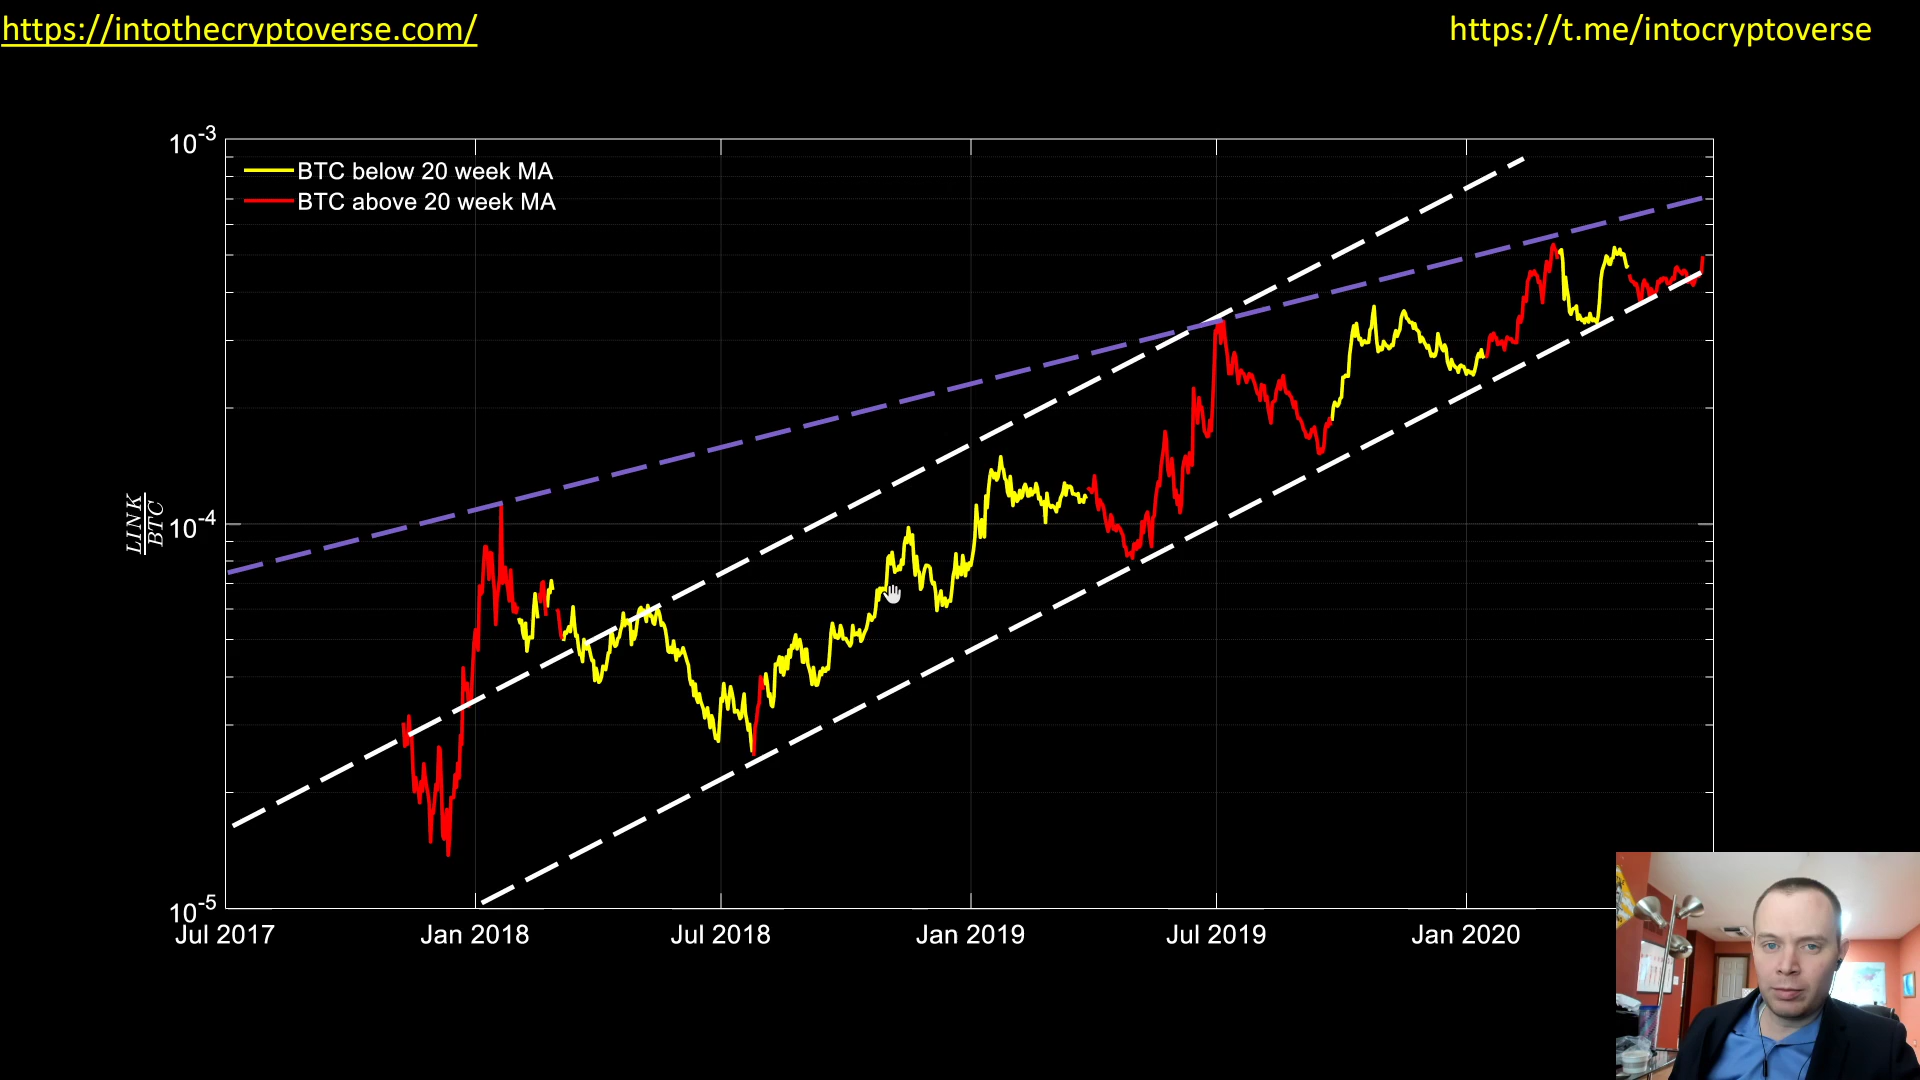 https://intothecryptoverse.com/ https://t.me/intocryptoverse
10-3
BTC below 20 week MA
BTC above 20 week MA
LINK
BTC
10-4
10-5
Jul 2017 Jan 2018 Jul 2018 Jan 2019 Jul 2019 Jan 2020